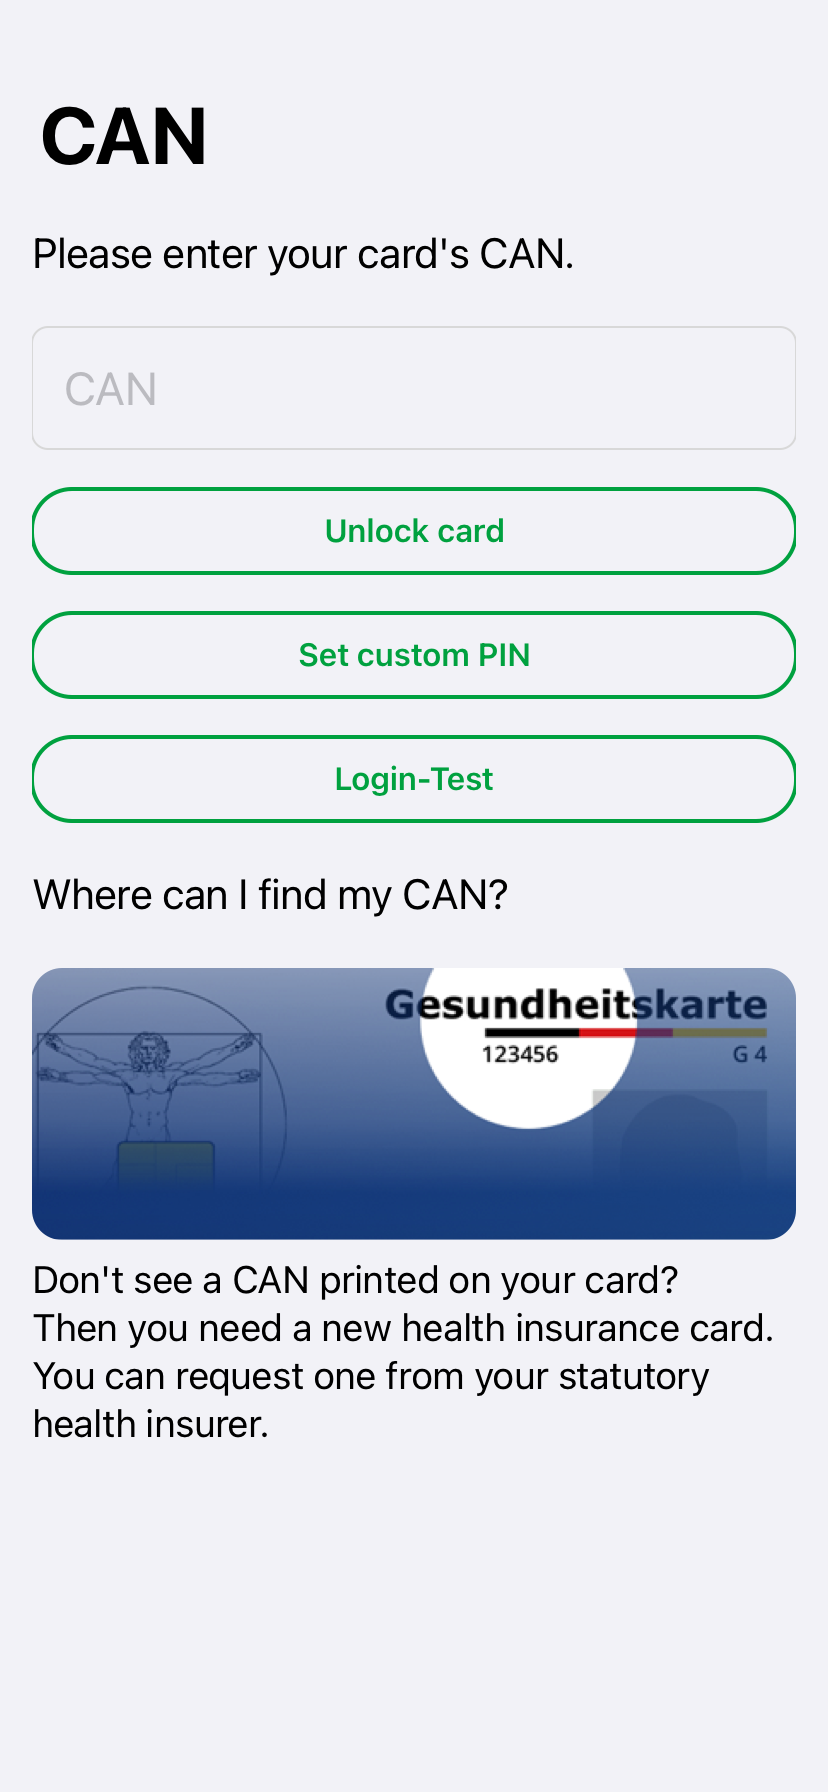 CAN
Please enter your card's CAN.
CAN
Unlock card
Set custom PIN
Login-Test
Where can I find my CAN?
Gesundheitskarte
123456 G 4
Don't see a CAN printed on your card?
Then you need a new health insurance card.
You can request one from your statutory
health insurer.